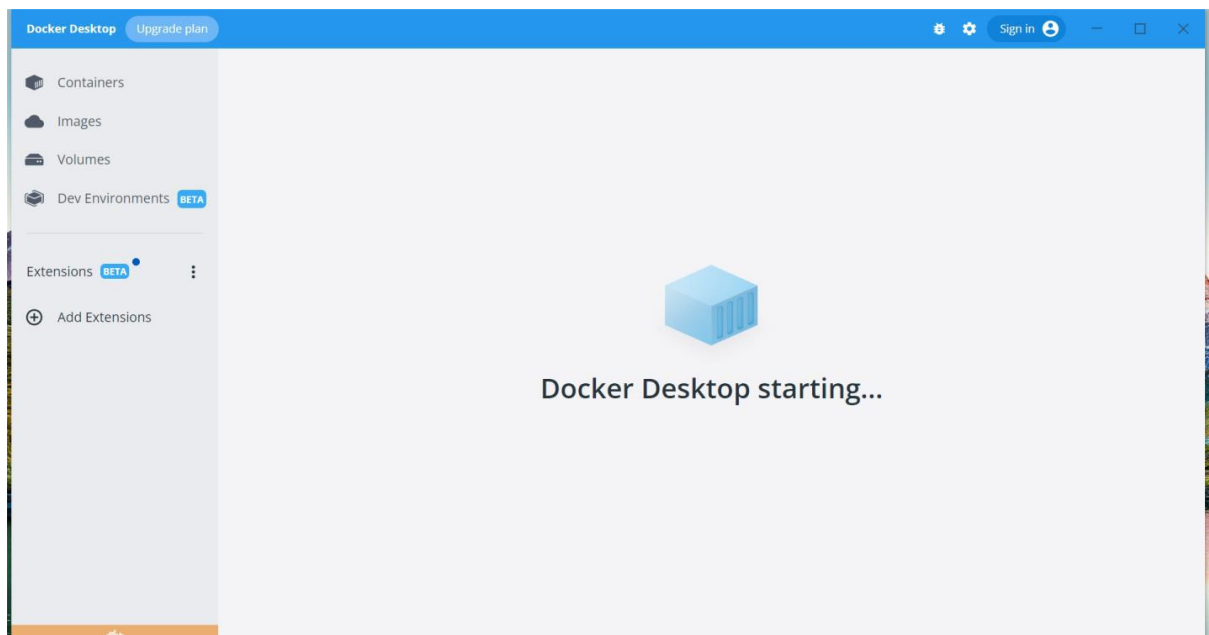 Docker Desktop Upgrade plan Sign in
Containers
Images
Volumes
Dev Environments BETA
Extensions BETA
Add Extensions
Docker Desktop starting...